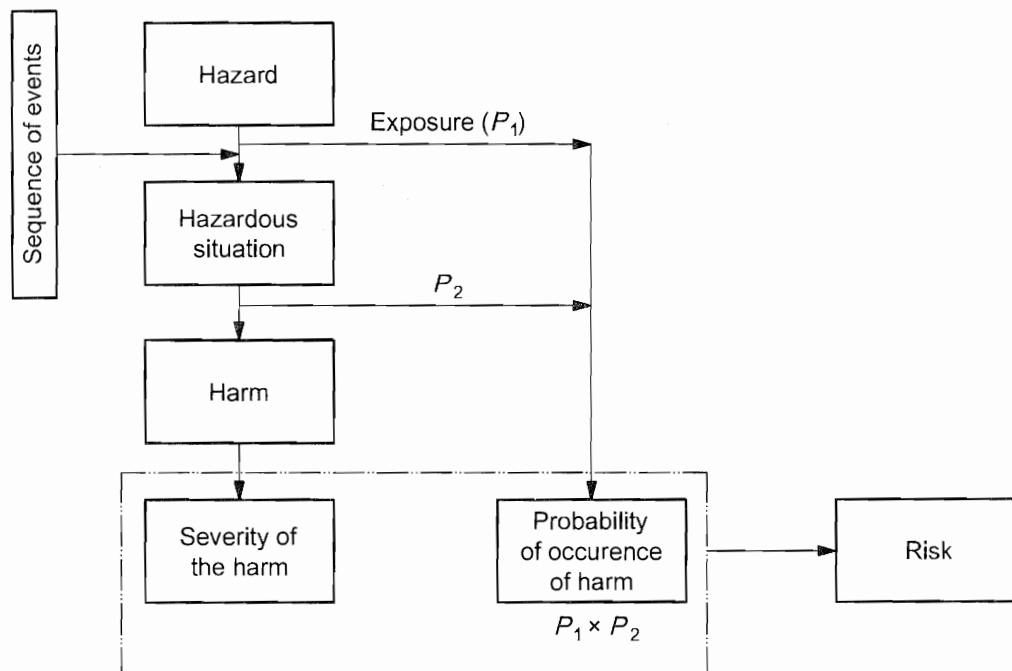 Sequence of events
Hazard
Exposure (P₁)
Hazardous
situation
P₂
Harm
Severity of
the harm
Probability
of occurence
of harm
P₁ × P₂
Risk